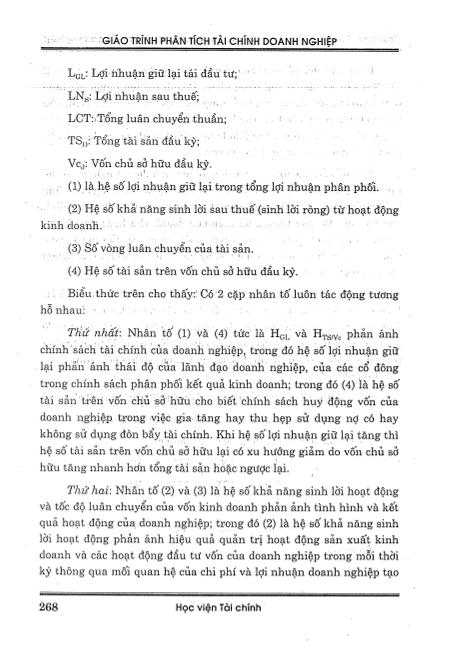 GIÁO TRÌNH PHÂN TÍCH TÀI CHÍNH DOANH NGHIỆP
L_GL: Lợi nhuận giữ lại tái đầu tư;
LN_S: Lợi nhuận sau thuế;
LCT: Tổng luân chuyển thuần;
TS_D: Tổng tài sản đầu kỳ;
Vc_đ: Vốn chủ sở hữu đầu kỳ.
(1) là hệ số lợi nhuận giữ lại trong tổng lợi nhuận phân phối.
(2) Hệ số khả năng sinh lời sau thuế (sinh lời ròng) từ hoạt động
kinh doanh.
(3) Số vòng luân chuyển của tài sản.
(4) Hệ số tài sản trên vốn chủ sở hữu đầu kỳ.
Biểu thức trên cho thấy: Có 2 cặp nhân tố luôn tác động tương
hỗ nhau:
Thứ nhất: Nhân tố (1) và (4) tức là H_GL và H_TS/Vc phản ánh
chính sách tài chính của doanh nghiệp, trong đó hệ số lợi nhuận giữ
lại phản ánh thái độ của lãnh đạo doanh nghiệp, của các cổ đông
trong chính sách phân phối kết quả kinh doanh; trong đó (4) là hệ số
tài sản trên vốn chủ sở hữu cho biết chính sách huy động vốn của
doanh nghiệp trong việc gia tăng hay thu hẹp sử dụng nợ có hay
không sử dụng đòn bẩy tài chính. Khi hệ số lợi nhuận giữ lại tăng thì
hệ số tài sản trên vốn chủ sở hữu lại có xu hướng giảm do vốn chủ sở
hữu tăng nhanh hơn tổng tài sản hoặc ngược lại.
Thứ hai: Nhân tố (2) và (3) là hệ số khả năng sinh lời hoạt động
và tốc độ luân chuyển của vốn kinh doanh phản ảnh tình hình và kết
quả hoạt động của doanh nghiệp; trong đó (2) là hệ số khả năng sinh
lời hoạt động phản ánh hiệu quả quản trị hoạt động sản xuất kinh
doanh và các hoạt động đầu tư vốn của doanh nghiệp trong mỗi thời
kỳ thông qua mối quan hệ của chi phí và lợi nhuận doanh nghiệp tạo
268
Học viện Tài chính